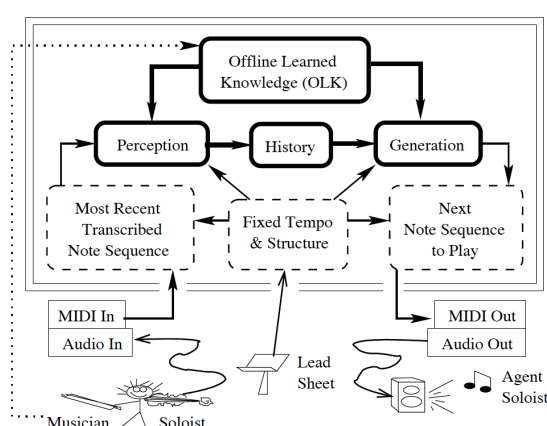 Offline Learned
Knowledge (OLK)
Perception
History
Generation
Most Recent
Transcribed
Note Sequence
Fixed Tempo
& Structure
Next
Note Sequence
to Play
MIDI In
Audio In
MIDI Out
Audio Out
Lead
Sheet
Agent
Soloist
Musician
Soloist